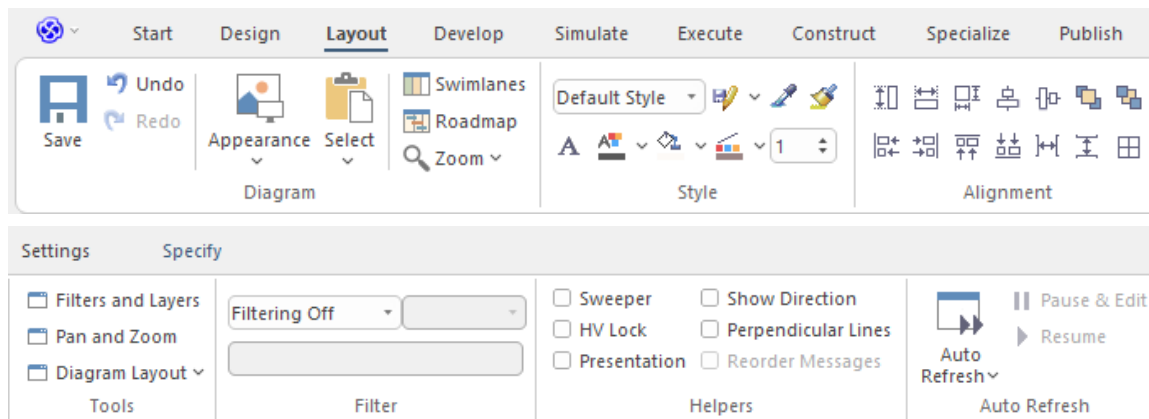 Start Design Layout Develop Simulate Execute Construct Specialize Publish
Save
Undo
Redo
Appearance
Select
Swimlanes
Roadmap
Zoom
Diagram
Default Style
A A 1
Style
Alignment
Settings Specify
Filters and Layers
Pan and Zoom
Diagram Layout
Tools
Filtering Off
Filter
Sweeper Show Direction
HV Lock Perpendicular Lines
Presentation Reorder Messages
Helpers
Auto
Refresh
Pause & Edit
Resume
Auto Refresh